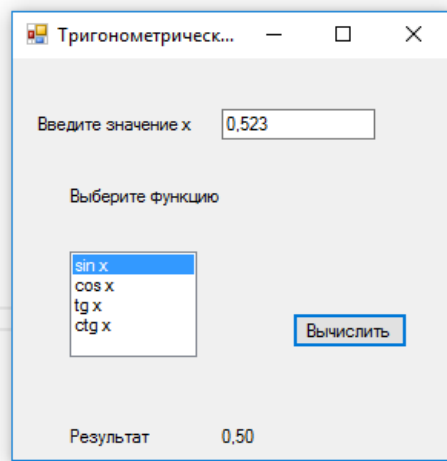 Тригонометрическ...
Введите значение x 0,523
Выберите функцию
sin x
cos x
tg x
ctg x
Вычислить
Результат 0,50